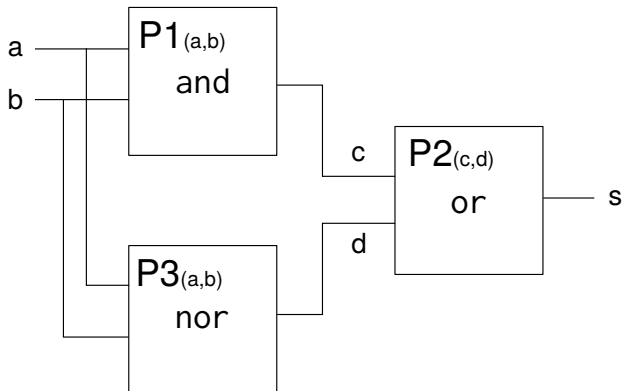 a
b
P1(a,b)
and
c
d
P2(c,d)
or
s
P3(a,b)
nor